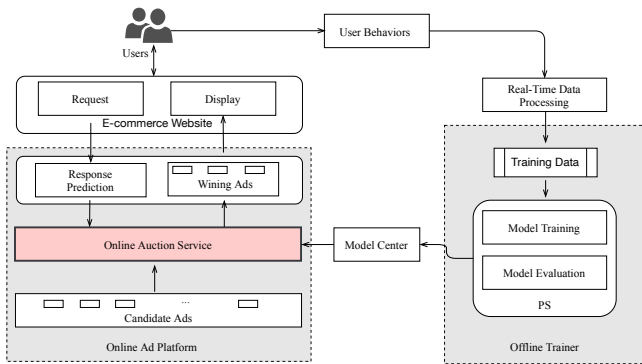 Users
User Behaviors
Request
Display
E-commerce Website
Real-Time Data
Processing
Training Data
Response
Prediction
Wining Ads
Online Auction Service
Model Center
Model Training
Model Evaluation
PS
...
Candidate Ads
Online Ad Platform
Offline Trainer